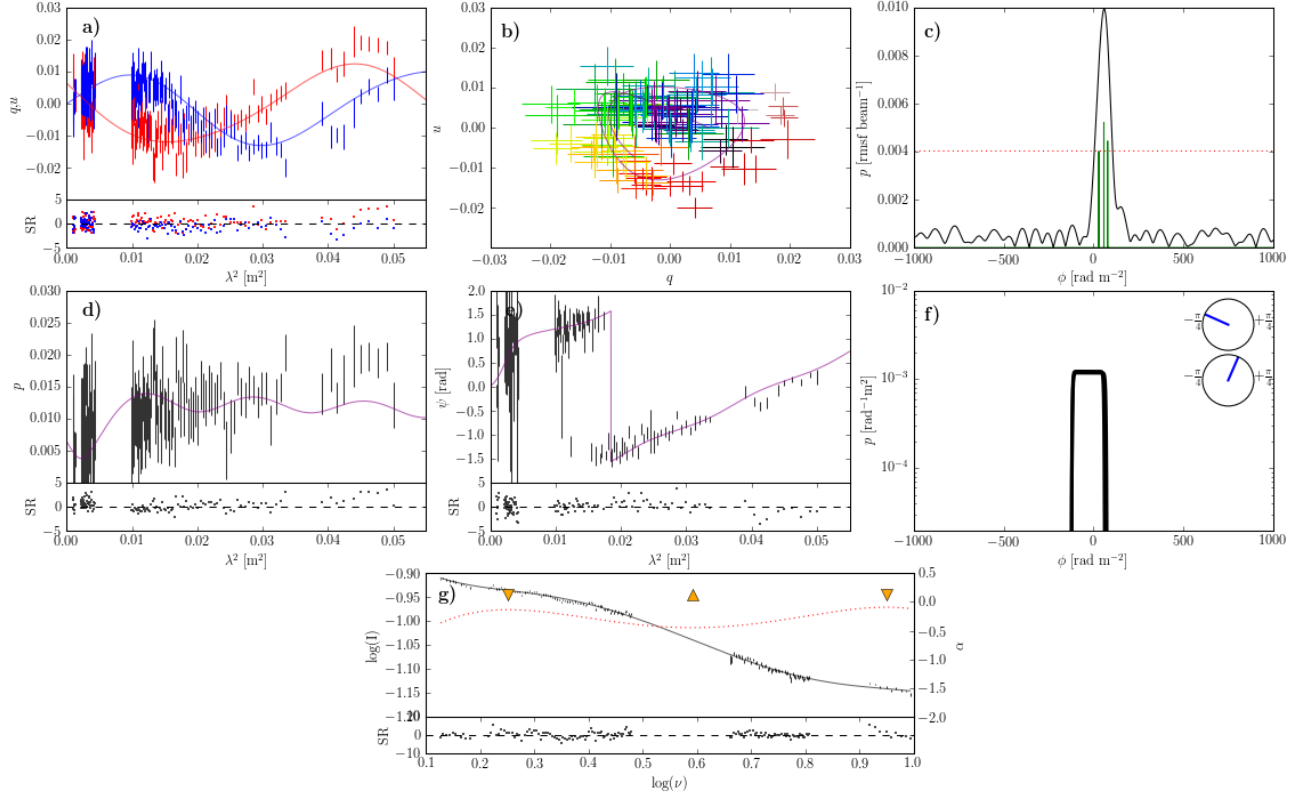 a)
q,u
0.03
0.02
0.01
0.00
−0.01
−0.02
5
SR
0
−5
0.00 0.01 0.02 0.03 0.04 0.05
λ² [m²]
b)
u
0.03
0.02
0.01
0.00
−0.01
−0.02
−0.03 −0.02 −0.01 0.00 0.01 0.02 0.03
q
c)
p [rmsf beam⁻¹]
0.010
0.008
0.006
0.004
0.002
0.000
−1000 −500 0 500 1000
ϕ [rad m⁻²]
d)
p
0.030
0.025
0.020
0.015
0.010
0.005
5
SR
0
−5
0.00 0.01 0.02 0.03 0.04 0.05
λ² [m²]
e)
ψ [rad]
2.0
1.5
1.0
0.5
0.0
−0.5
−1.0
−1.5
5
SR
0
−5
0.00 0.01 0.02 0.03 0.04 0.05
λ² [m²]
f)
p [rad⁻¹m²]
10⁻²
10⁻³
10⁻⁴
−π/4 +π/4
−π/4 +π/4
−1000 −500 0 500 1000
ϕ [rad m⁻²]
g)
log(I)
−0.90
−0.95
−1.00
−1.05
−1.10
−1.15
−1.20
α
0.5
0.0
−0.5
−1.0
−1.5
−2.0
SR
10
0
−10
0.1 0.2 0.3 0.4 0.5 0.6 0.7 0.8 0.9 1.0
log(ν)